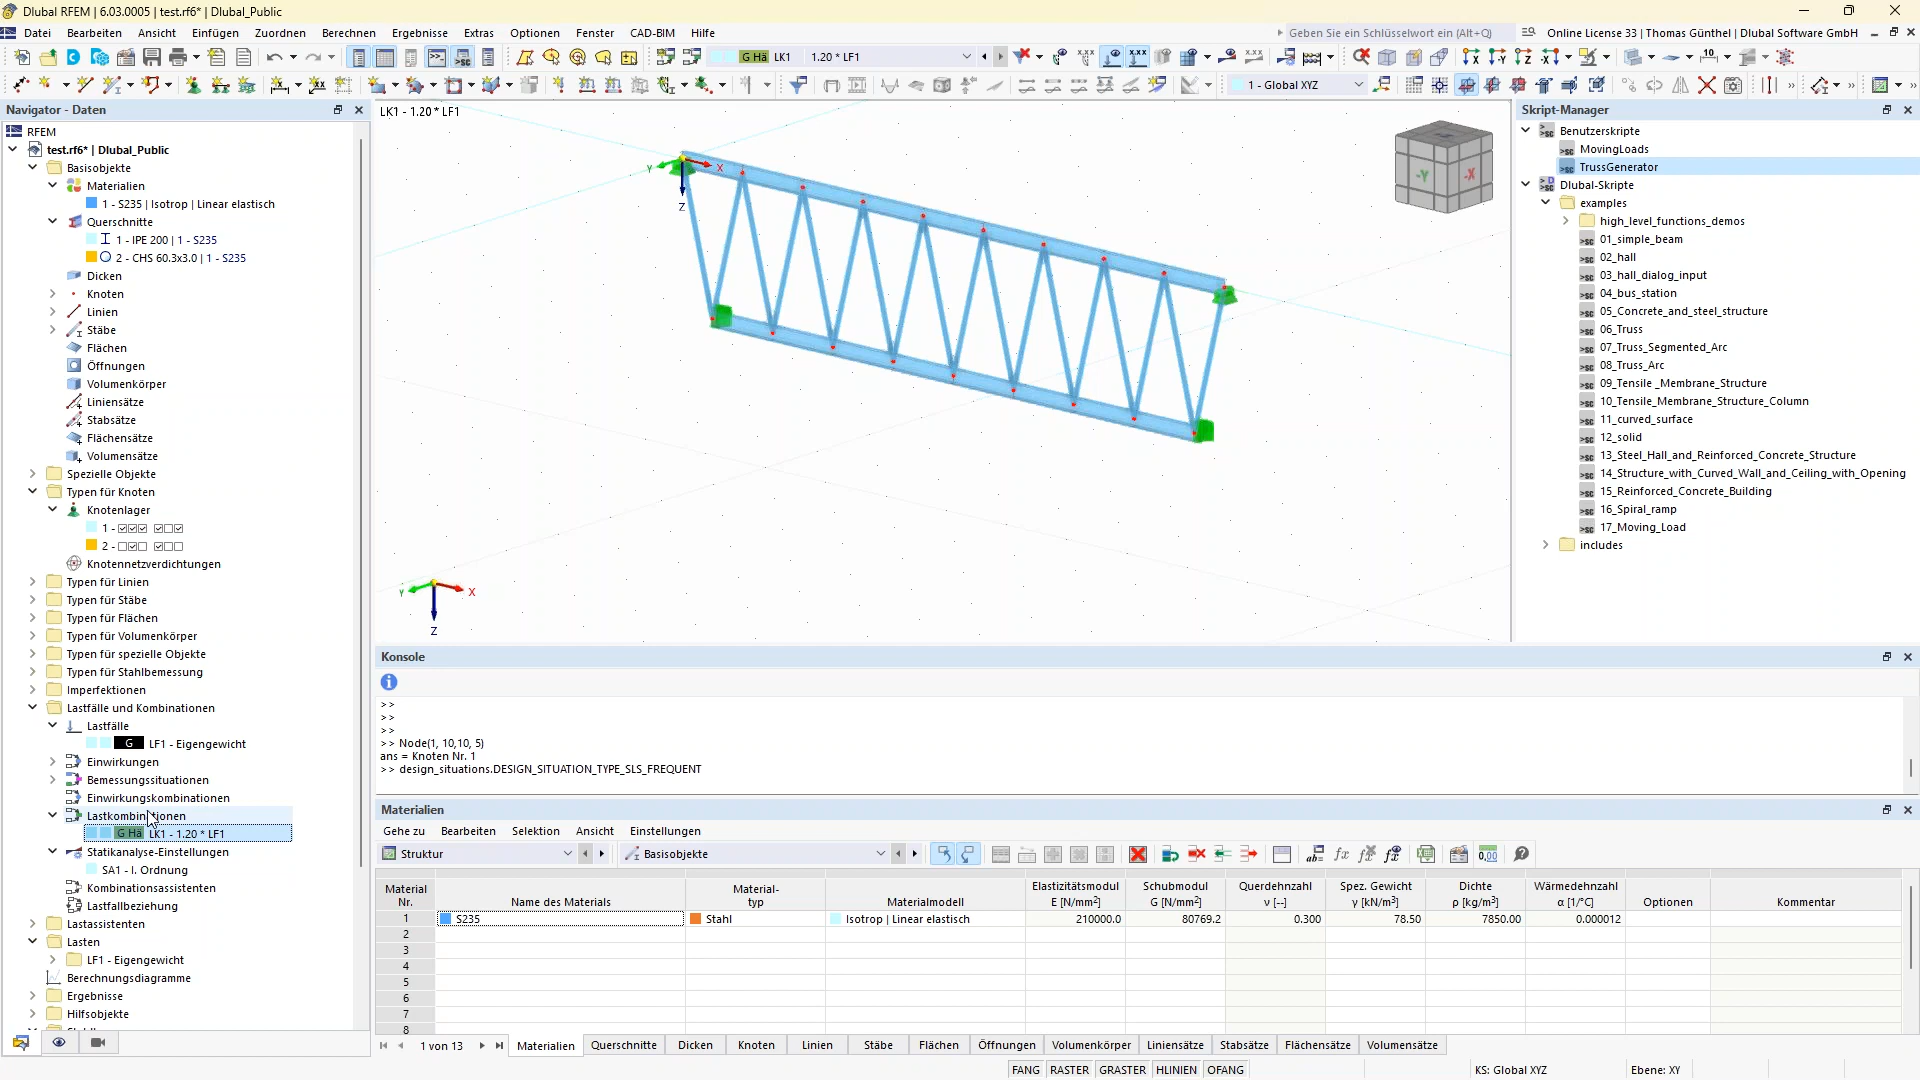 Dlubal RFEM | 6.03.0005 | test.rf6* | Dlubal_Public
Datei Bearbeiten Ansicht Einfügen Zuordnen Berechnen Ergebnisse Extras Optionen Fenster CAD-BIM Hilfe
Geben Sie ein Schlüsselwort ein (Alt+Q)
Online License 33 | Thomas Günthel | Dlubal Software GmbH
G Hä LK1 1.20 * LF1
1 - Global XYZ
Navigator - Daten
RFEM
test.rf6* | Dlubal_Public
Basisobjekte
Materialien
1 - S235 | Isotrop | Linear elastisch
Querschnitte
1 - IPE 200 | 1 - S235
2 - CHS 60.3x3.0 | 1 - S235
Dicken
Knoten
Linien
Stäbe
Flächen
Öffnungen
Volumenkörper
Liniensätze
Stabsätze
Flächensätze
Volumensätze
Spezielle Objekte
Typen für Knoten
Knotenlager
1 -
2 -
Knotennetzverdichtungen
Typen für Linien
Typen für Stäbe
Typen für Flächen
Typen für Volumenkörper
Typen für spezielle Objekte
Typen für Stahlbemessung
Imperfektionen
Lastfälle und Kombinationen
Lastfälle
G LF1 - Eigengewicht
Einwirkungen
Bemessungssituationen
Einwirkungskombinationen
Lastkombinationen
G Hä LK1 - 1.20 * LF1
Statikanalyse-Einstellungen
SA1 - I. Ordnung
Kombinationsassistenten
Lastfallbeziehung
Lastassistenten
Lasten
LF1 - Eigengewicht
Berechnungsdiagramme
Ergebnisse
Hilfsobjekte
LK1 - 1.20 * LF1
Y X
Z
-Y -X
Y X
Z
Skript-Manager
Benutzerskripte
MovingLoads
TrussGenerator
Dlubal-Skripte
examples
high_level_functions_demos
01_simple_beam
02_hall
03_hall_dialog_input
04_bus_station
05_Concrete_and_steel_structure
06_Truss
07_Truss_Segmented_Arc
08_Truss_Arc
09_Tensile _Membrane_Structure
10_Tensile_Membrane_Structure_Column
11_curved_surface
12_solid
13_Steel_Hall_and_Reinforced_Concrete_Structure
14_Structure_with_Curved_Wall_and_Ceiling_with_Opening
15_Reinforced_Concrete_Building
16_Spiral_ramp
17_Moving_Load
includes
Konsole
>>
>>
>>
>> Node(1, 10,10, 5)
ans = Knoten Nr. 1
>> design_situations.DESIGN_SITUATION_TYPE_SLS_FREQUENT
Materialien
Gehe zu Bearbeiten Selektion Ansicht Einstellungen
Struktur Basisobjekte
Material Nr. Name des Materials Material-typ Materialmodell Elastizitätsmodul E [N/mm²] Schubmodul G [N/mm²] Querdehnzahl ν [--] Spez. Gewicht γ [kN/m³] Dichte ρ [kg/m³] Wärmedehnzahl α [1/°C] Optionen Kommentar
1 S235 Stahl Isotrop | Linear elastisch 210000.0 80769.2 0.300 78.50 7850.00 0.000012
2
3
4
5
6
7
8
1 von 13 Materialien Querschnitte Dicken Knoten Linien Stäbe Flächen Öffnungen Volumenkörper Liniensätze Stabsätze Flächensätze Volumensätze
FANG RASTER GRASTER HLINIEN OFANG KS: Global XYZ Ebene: XY